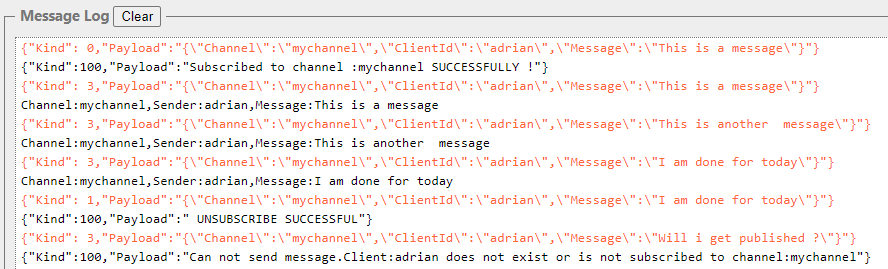 Message Log Clear
{"Kind": 0,"Payload":"{\"Channel\":\"mychannel\",\"ClientId\":\"adrian\",\"Message\":\"This is a message\"}"}
{"Kind":100,"Payload":"Subscribed to channel :mychannel SUCCESSFULLY !"}
{"Kind": 3,"Payload":"{\"Channel\":\"mychannel\",\"ClientId\":\"adrian\",\"Message\":\"This is a message\"}"}
Channel:mychannel,Sender:adrian,Message:This is a message
{"Kind": 3,"Payload":"{\"Channel\":\"mychannel\",\"ClientId\":\"adrian\",\"Message\":\"This is another  message\"}"}
Channel:mychannel,Sender:adrian,Message:This is another  message
{"Kind": 3,"Payload":"{\"Channel\":\"mychannel\",\"ClientId\":\"adrian\",\"Message\":\"I am done for today\"}"}
Channel:mychannel,Sender:adrian,Message:I am done for today
{"Kind": 1,"Payload":"{\"Channel\":\"mychannel\",\"ClientId\":\"adrian\",\"Message\":\"I am done for today\"}"}
{"Kind":100,"Payload":" UNSUBSCRIBE SUCCESSFUL"}
{"Kind": 3,"Payload":"{\"Channel\":\"mychannel\",\"ClientId\":\"adrian\",\"Message\":\"Will i get published ?\"}"}
{"Kind":100,"Payload":"Can not send message.Client:adrian does not exist or is not subscribed to channel:mychannel"}